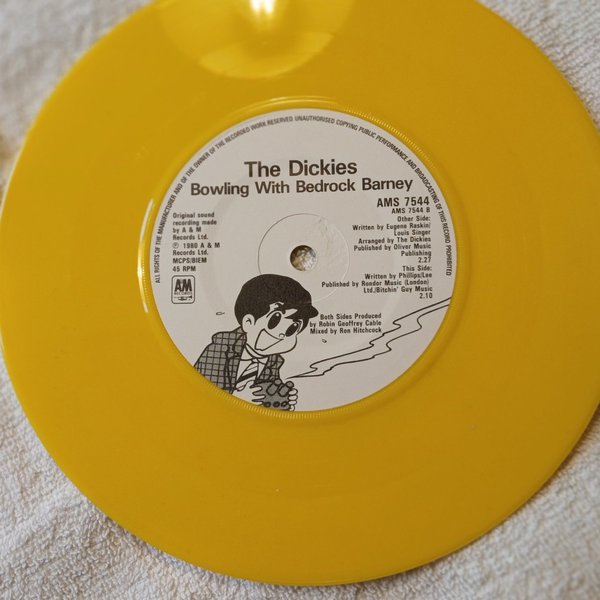 ALL RIGHTS OF THE MANUFACTURER AND OF THE OWNER OF THE RECORDED WORK RESERVED. UNAUTHORISED COPYING PUBLIC PERFORMANCE AND BROADCASTING OF THIS RECORD PROHIBITED
The Dickies
Bowling With Bedrock Barney
AMS 7544
AMS 7544 B
Original sound
recording made
by A & M
Records Ltd.
℗ 1980 A & M
Records Ltd.
MCPS/BIEM
45 RPM
AM
RECORDS
Other Side:
Written by Eugene Raskin/
Louis Singer
Arranged by The Dickies
Published by Oliver Music
Publishing
2.27
This Side:
Written by Phillips/Lee
Published by Rondor Music (London)
Ltd./Bitchin' Guy Music
2.10
Both Sides Produced
by Robin Geoffrey Cable
Mixed by Ron Hitchcock